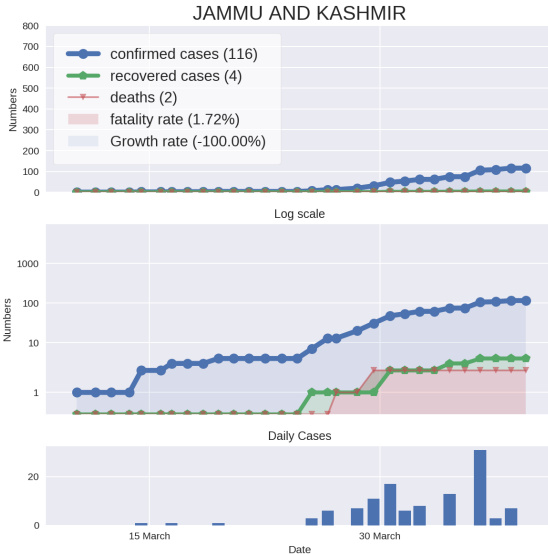 JAMMU AND KASHMIR
800
700
600
500
400
300
200
100
0
Numbers
confirmed cases (116)
recovered cases (4)
deaths (2)
fatality rate (1.72%)
Growth rate (-100.00%)
Log scale
1000
100
10
1
Numbers
Daily Cases
20
0
15 March
30 March
Date